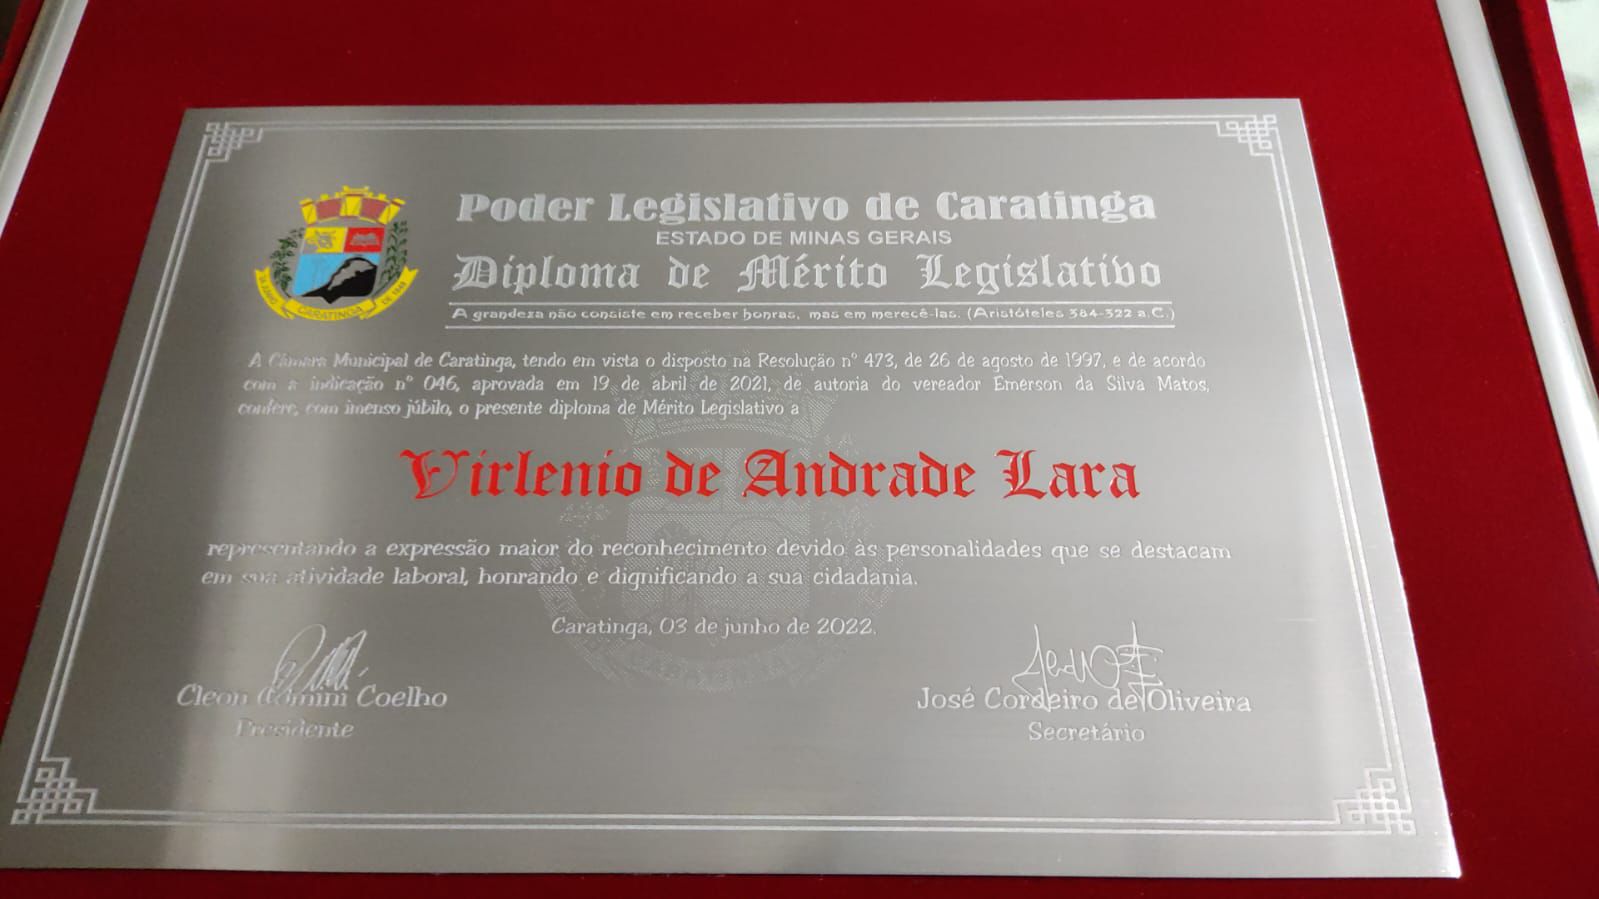 Poder Legislativo de Caratinga
ESTADO DE MINAS GERAIS
Diploma de Mérito Legislativo
A grandeza não consiste em receber honras, mas em merecê-las. (Aristóteles 384-322 a.C.)
CARATINGA
DE 1848
A Câmara Municipal de Caratinga, tendo em vista o disposto na Resolução nº 473, de 26 de agosto de 1997, e de acordo
com a indicação nº 046, aprovada em 19 de abril de 2021, de autoria do vereador Emerson da Silva Matos,
confere, com imenso júbilo, o presente diploma de Mérito Legislativo a
Virlenio de Andrade Lara
representando a expressão maior do reconhecimento devido às personalidades que se destacam
em sua atividade laboral, honrando e dignificando a sua cidadania.
Caratinga, 03 de junho de 2022.
Cleon Coelho
Presidente
José Cordeiro de Oliveira
Secretário